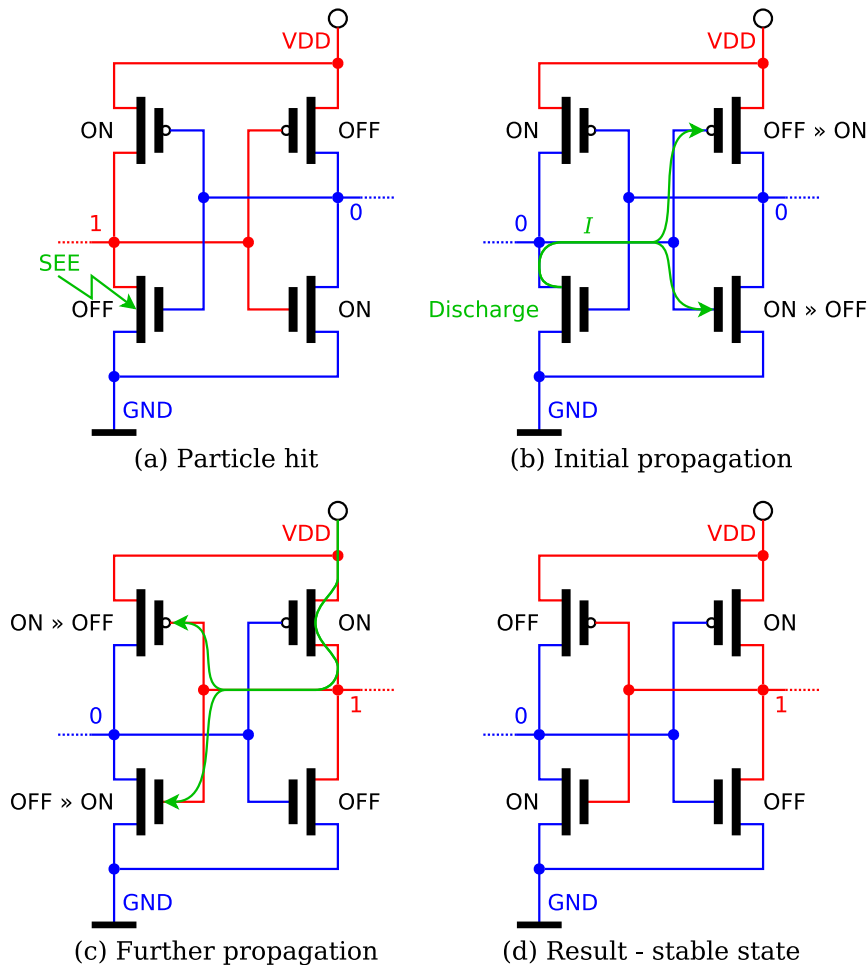 VDD
ON
OFF
1
0
SEE
OFF
ON
GND
(a) Particle hit
VDD
ON
OFF » ON
0
I
0
Discharge
ON » OFF
GND
(b) Initial propagation
VDD
ON » OFF
ON
0
1
OFF » ON
OFF
GND
(c) Further propagation
VDD
OFF
ON
0
1
ON
OFF
GND
(d) Result - stable state